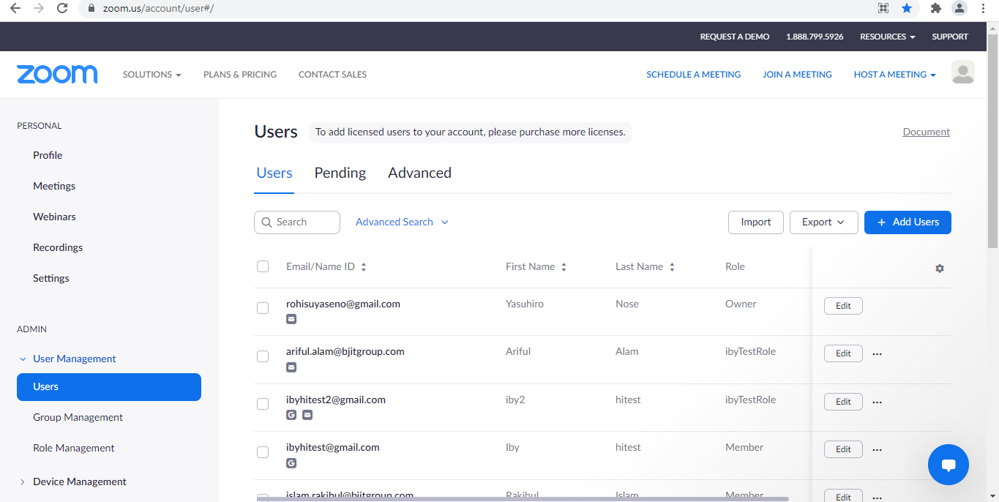 zoom.us/account/user#/
REQUEST A DEMO 1.888.799.5926 RESOURCES SUPPORT
zoom SOLUTIONS PLANS & PRICING CONTACT SALES SCHEDULE A MEETING JOIN A MEETING HOST A MEETING
PERSONAL
Profile
Meetings
Webinars
Recordings
Settings
ADMIN
User Management
Users
Group Management
Role Management
Device Management
Users To add licensed users to your account, please purchase more licenses. Document
Users Pending Advanced
Search Advanced Search Import Export + Add Users
Email/Name ID First Name Last Name Role
rohisuyaseno@gmail.com Yasuhiro Nose Owner Edit
ariful.alam@bjitgroup.com Ariful Alam ibyTestRole Edit ...
ibyhitest2@gmail.com iby2 hitest ibyTestRole Edit ...
G
ibyhitest@gmail.com Iby hitest Member Edit ...
G
islam.rakibul@bjitgroup.com Rakibul Islam Member Edit ...